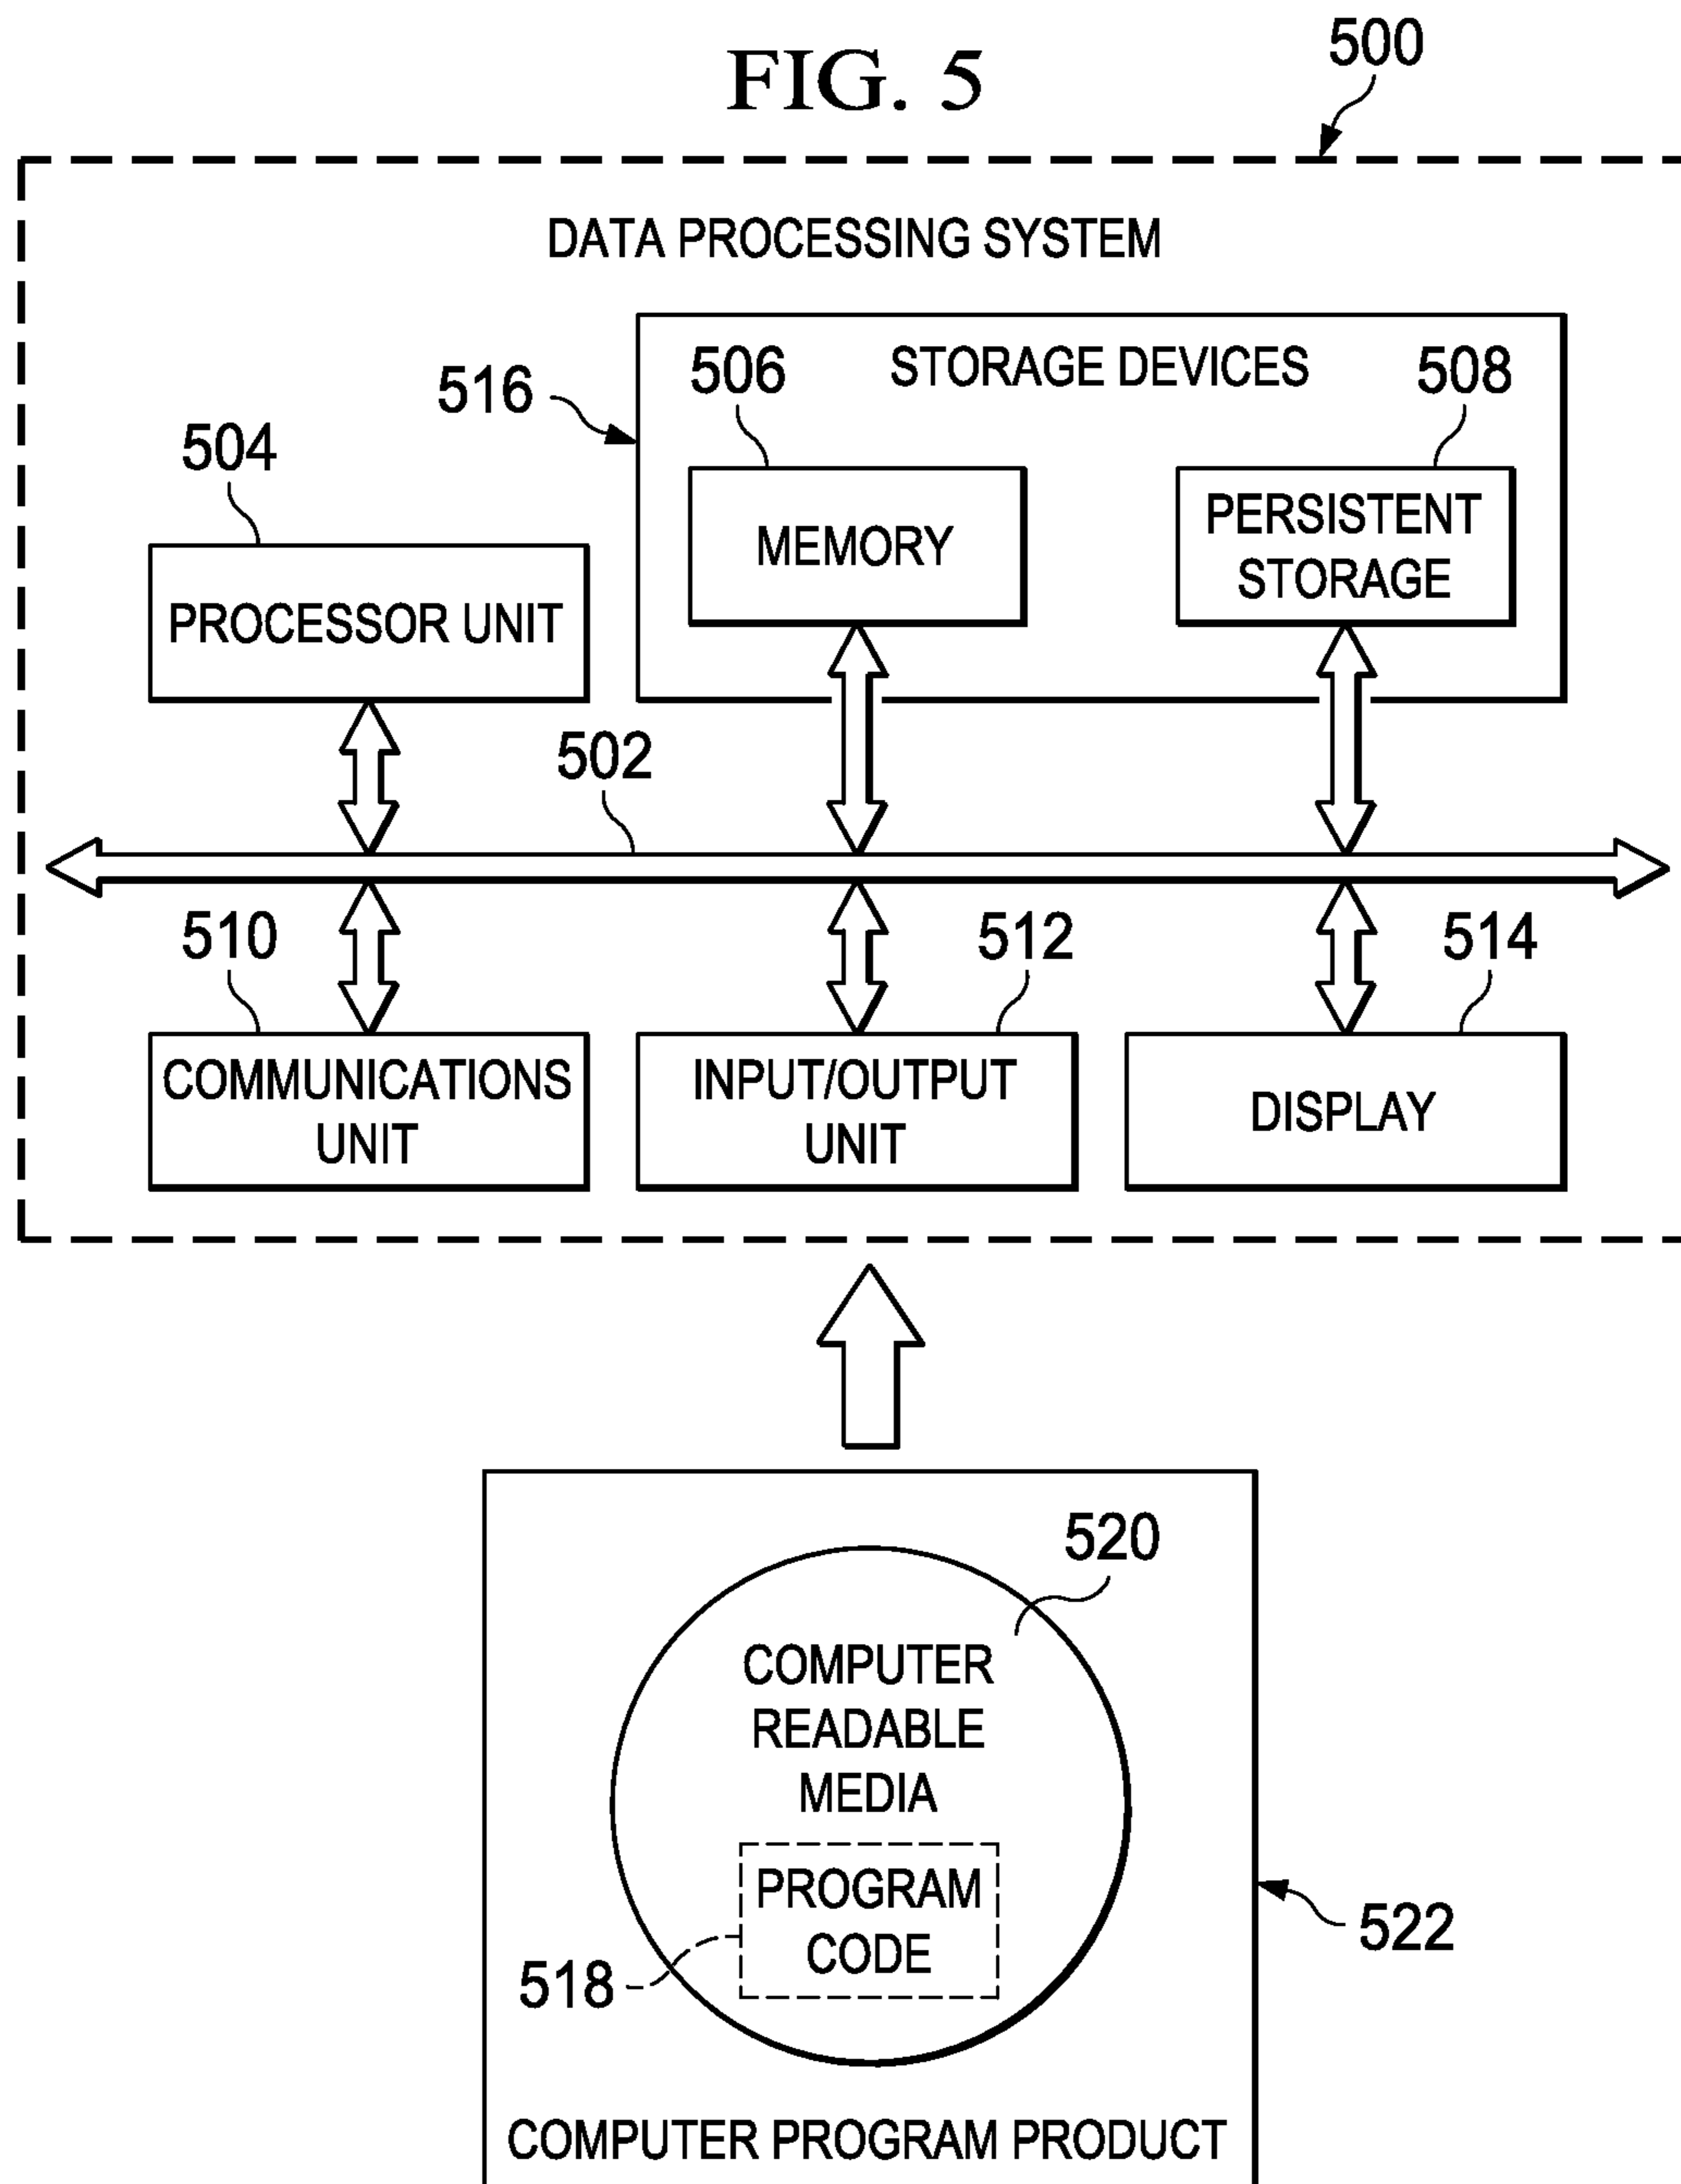 FIG. 5
500
DATA PROCESSING SYSTEM
516
506
STORAGE DEVICES
508
504
MEMORY
PERSISTENT
STORAGE
PROCESSOR UNIT
502
510
512
514
COMMUNICATIONS
UNIT
INPUT/OUTPUT
UNIT
DISPLAY
520
COMPUTER
READABLE
MEDIA
PROGRAM
CODE
518
522
COMPUTER PROGRAM PRODUCT